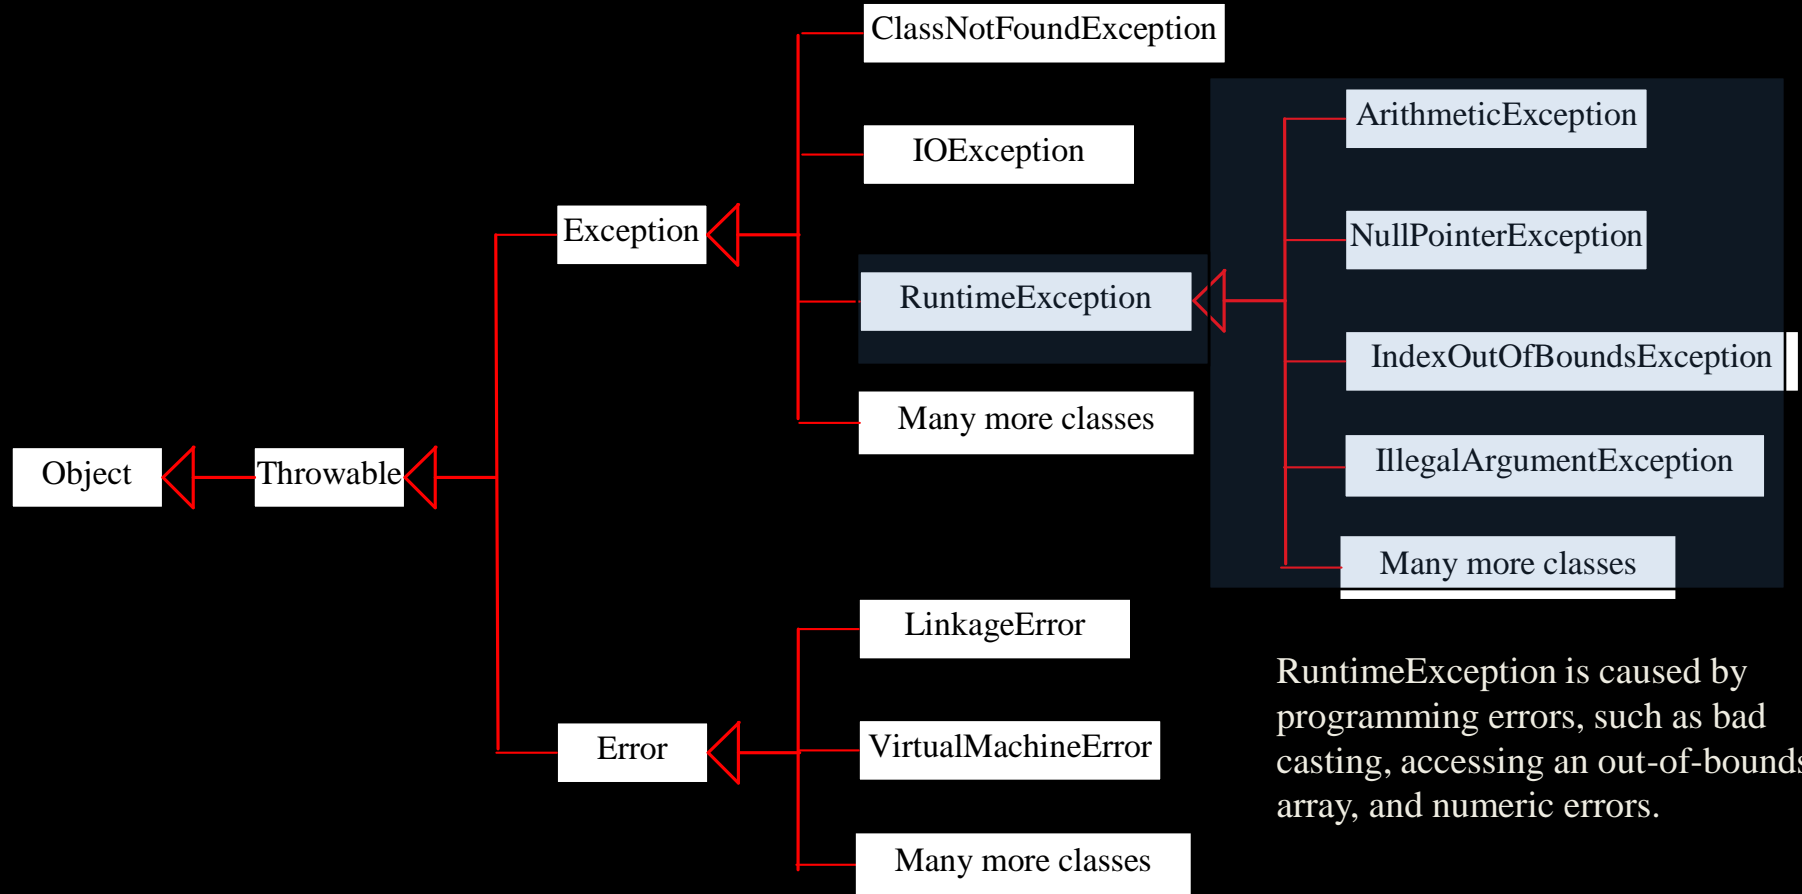 ClassNotFoundException
ArithmeticException
IOException
Exception
NullPointerException
RuntimeException
IndexOutOfBoundsException
Many more classes
Object
Throwable
IllegalArgumentException
Many more classes
LinkageError
Error
VirtualMachineError
Many more classes
RuntimeException is caused by
programming errors, such as bad
casting, accessing an out-of-bounds
array, and numeric errors.